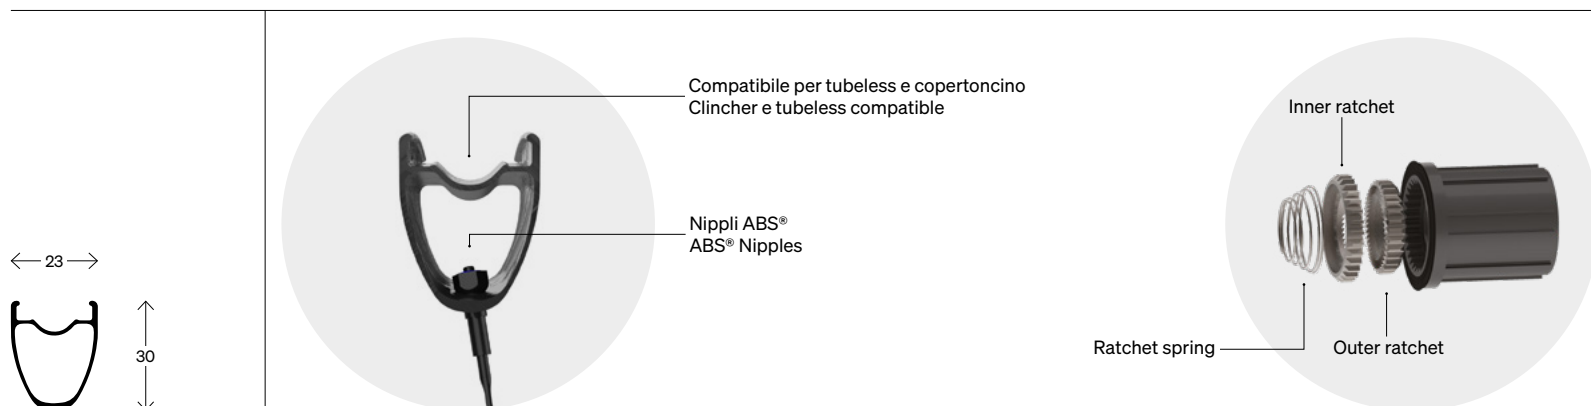 23
30
Compatibile per tubeless e copertoncino
Clincher e tubeless compatible
Nippli ABS®
ABS® Nipples
Inner ratchet
Ratchet spring
Outer ratchet